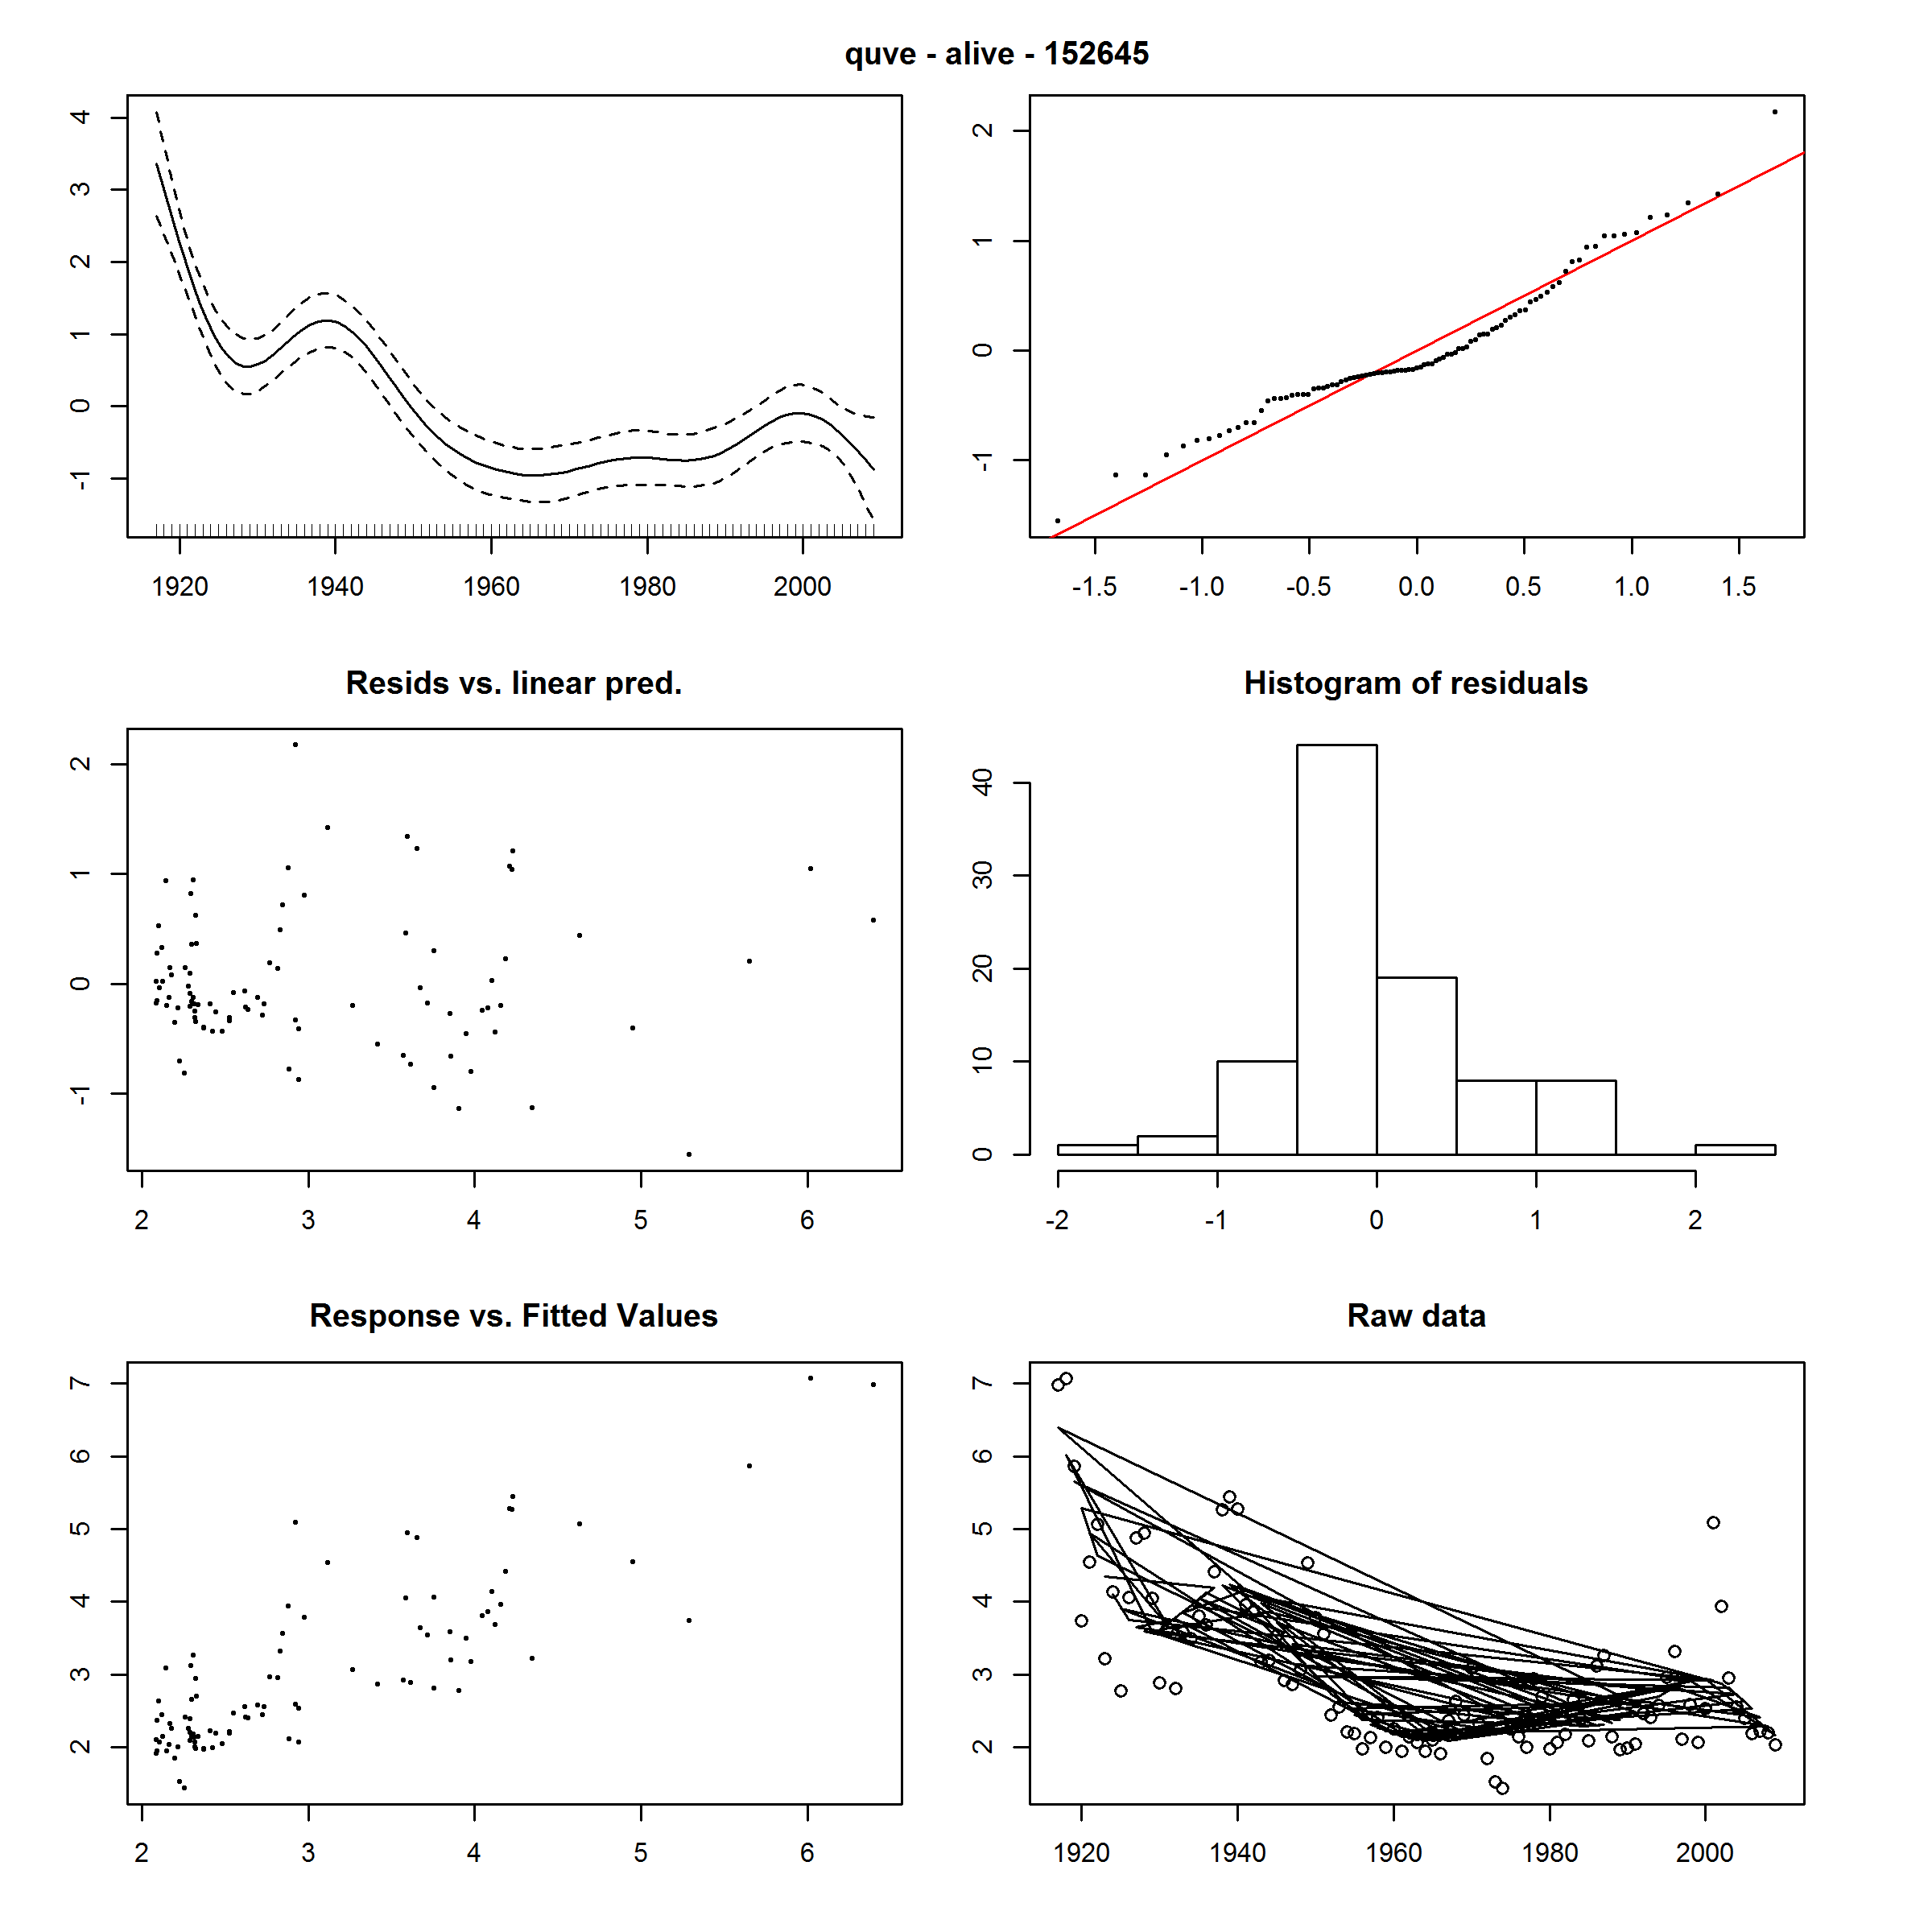 quve - alive - 152645
4
3
2
1
0
-1
1920 1940 1960 1980 2000
2
1
0
-1
-1.5 -1.0 -0.5 0.0 0.5 1.0 1.5
Resids vs. linear pred.
2
1
0
-1
2 3 4 5 6
Histogram of residuals
40
30
20
10
0
-2 -1 0 1 2
Response vs. Fitted Values
7
6
5
4
3
2
2 3 4 5 6
Raw data
7
6
5
4
3
2
1920 1940 1960 1980 2000